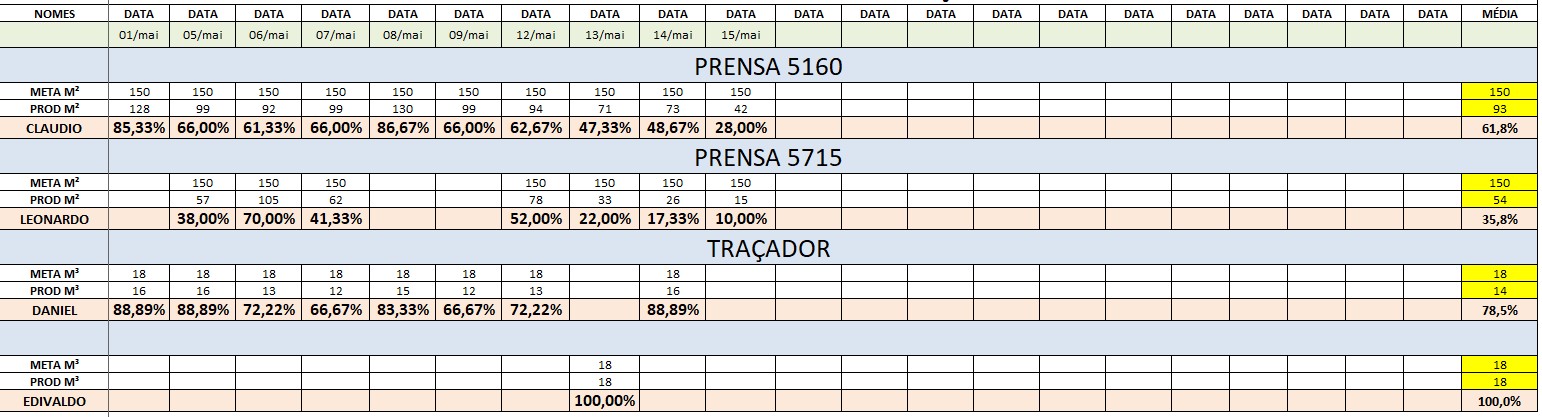 NOMES DATA DATA DATA DATA DATA DATA DATA DATA DATA DATA DATA DATA DATA DATA DATA DATA DATA DATA DATA DATA DATA MÉDIA
01/mai 05/mai 06/mai 07/mai 08/mai 09/mai 12/mai 13/mai 14/mai 15/mai
PRENSA 5160
META M² 150 150 150 150 150 150 150 150 150 150 150
PROD M² 128 99 92 99 130 99 94 71 73 42 93
CLAUDIO 85,33% 66,00% 61,33% 66,00% 86,67% 66,00% 62,67% 47,33% 48,67% 28,00% 61,8%
PRENSA 5715
META M² 150 150 150 150 150 150 150 150
PROD M² 57 105 62 78 33 26 15 54
LEONARDO 38,00% 70,00% 41,33% 52,00% 22,00% 17,33% 10,00% 35,8%
TRAÇADOR
META M³ 18 18 18 18 18 18 18 18 18
PROD M³ 16 16 13 12 15 12 13 16 14
DANIEL 88,89% 88,89% 72,22% 66,67% 83,33% 66,67% 72,22% 88,89% 78,5%
META M³ 18 18
PROD M³ 18 18
EDIVALDO 100,00% 100,0%